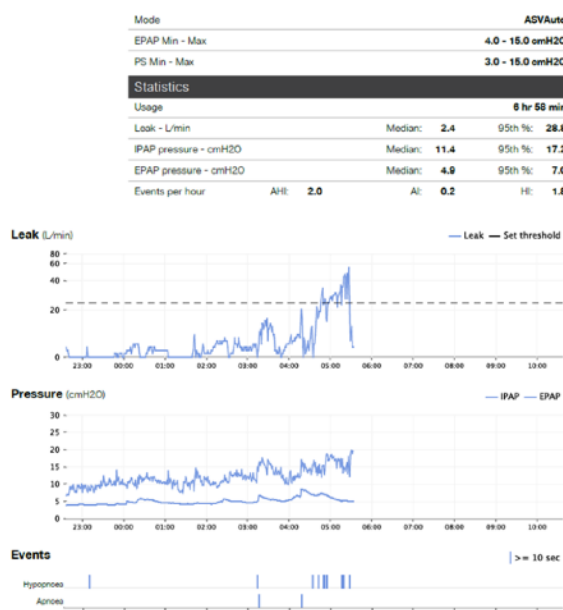 Mode ASVAuto
EPAP Min - Max 4.0 - 15.0 cmH2O
PS Min - Max 3.0 - 15.0 cmH2O
Statistics
Usage 6 hr 58 min
Leak - L/min Median: 2.4 95th %: 28.8
IPAP pressure - cmH2O Median: 11.4 95th %: 17.2
EPAP pressure - cmH2O Median: 4.9 95th %: 7.0
Events per hour AHI: 2.0 AI: 0.2 HI: 1.8
Leak (L/min) Leak Set threshold
80
60
40
20
0
23:00 00:00 01:00 02:00 03:00 04:00 05:00 06:00 07:00 08:00 09:00 10:00
Pressure (cmH2O) IPAP EPAP
30
25
20
15
10
5
0
23:00 00:00 01:00 02:00 03:00 04:00 05:00 06:00 07:00 08:00 09:00 10:00
Events >= 10 sec
Hypopnoea
Apnoea